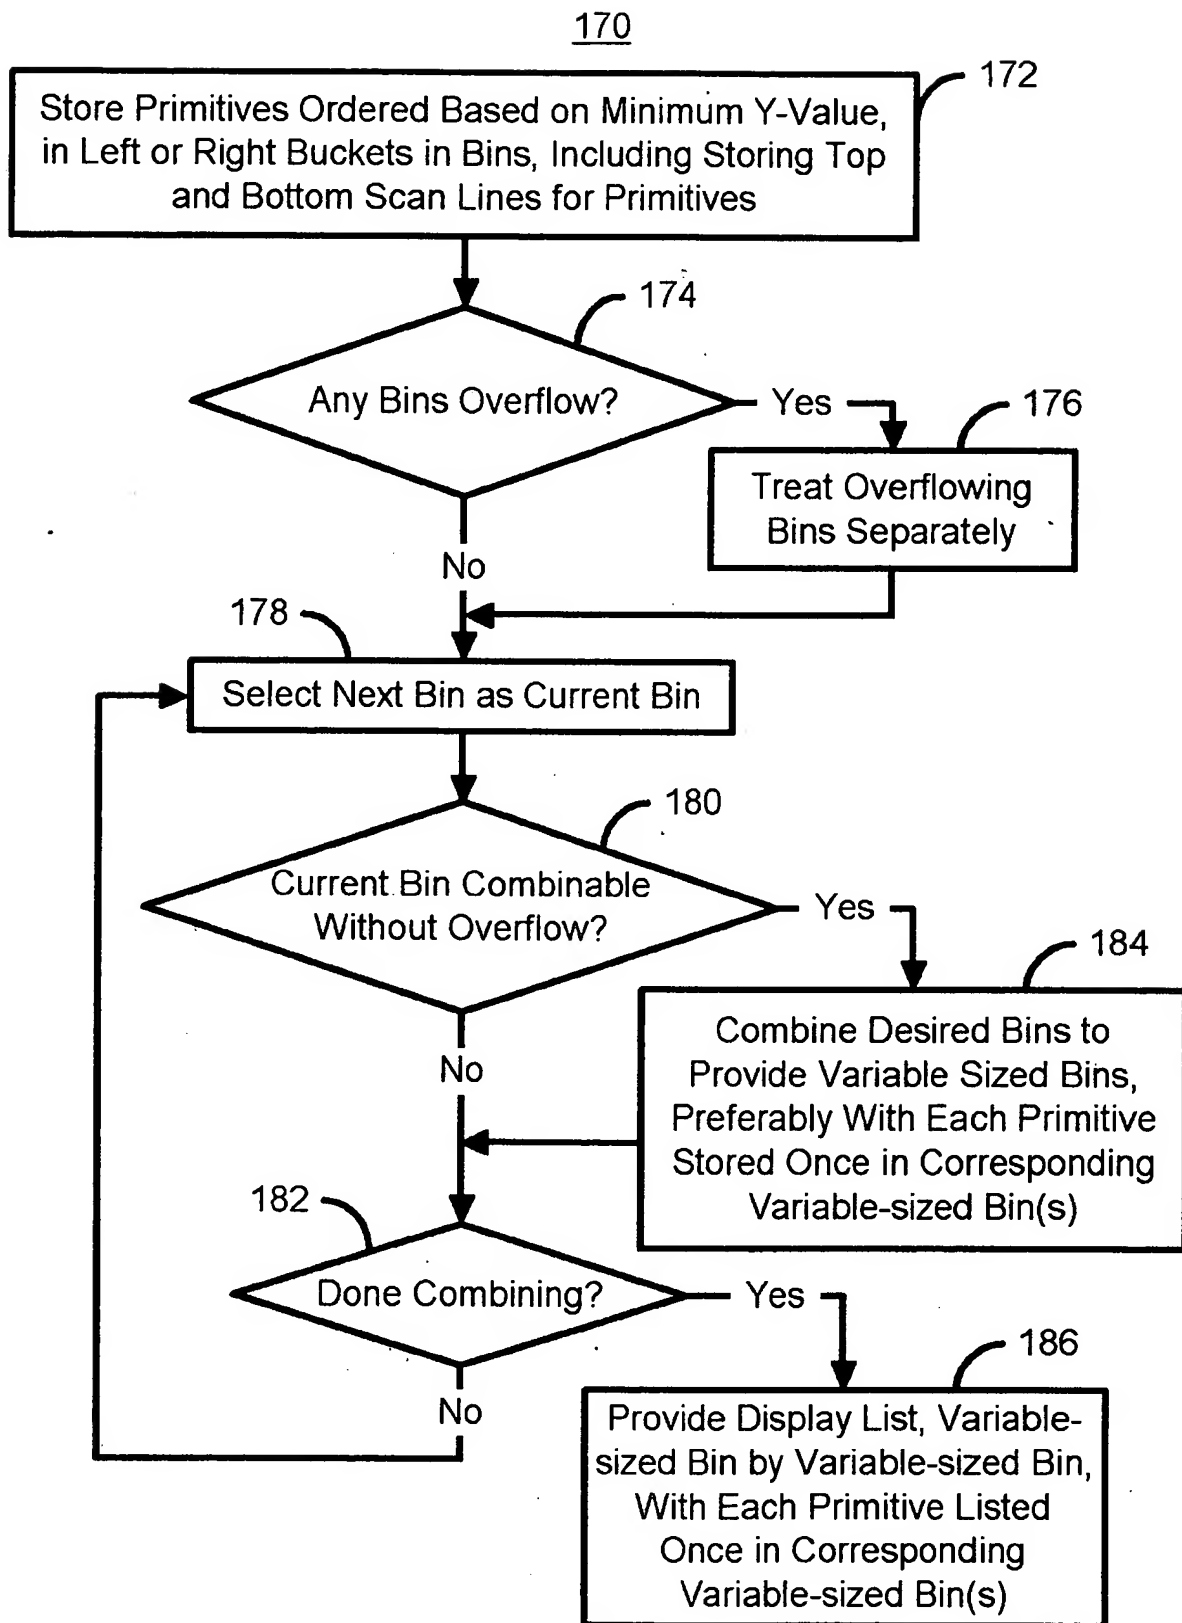 170
172
Store Primitives Ordered Based on Minimum Y-Value,
in Left or Right Buckets in Bins, Including Storing Top
and Bottom Scan Lines for Primitives
174
Any Bins Overflow?
Yes
176
Treat Overflowing
Bins Separately
No
178
Select Next Bin as Current Bin
180
Current Bin Combinable
Without Overflow?
Yes
184
Combine Desired Bins to
Provide Variable Sized Bins,
Preferably With Each Primitive
Stored Once in Corresponding
Variable-sized Bin(s)
No
182
Done Combining?
Yes
186
Provide Display List, Variable-
sized Bin by Variable-sized Bin,
With Each Primitive Listed
Once in Corresponding
Variable-sized Bin(s)
No